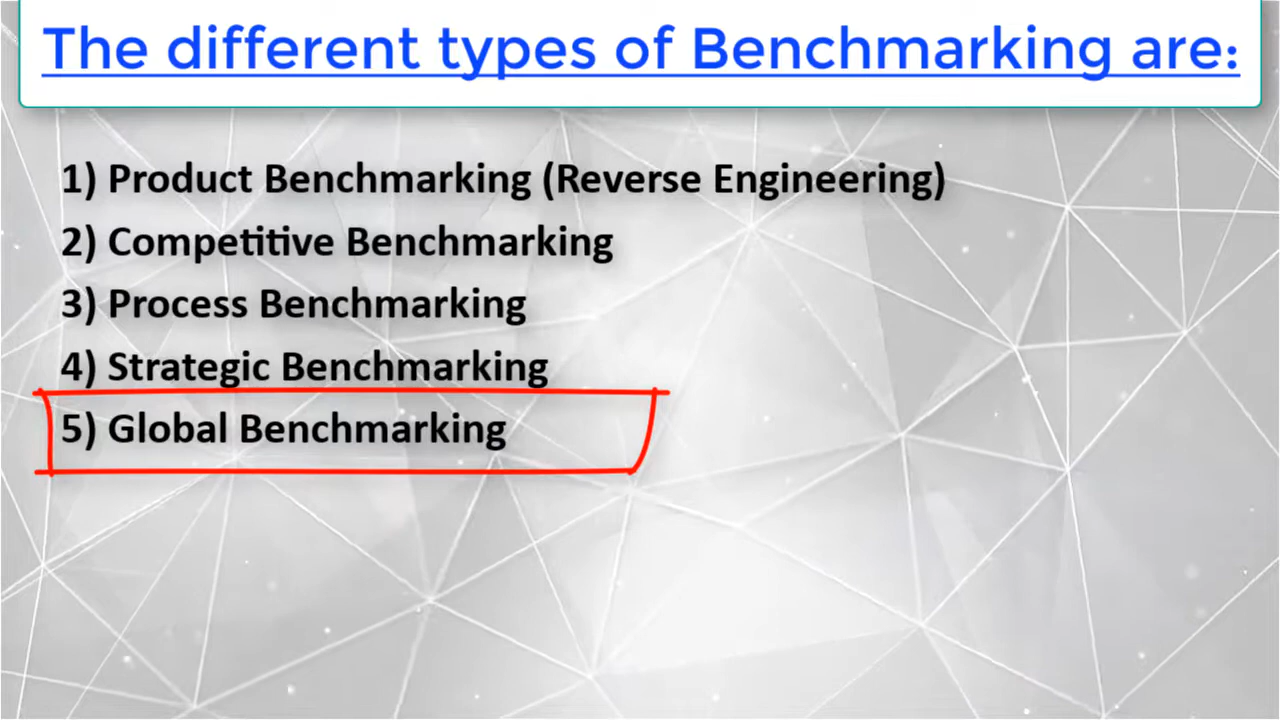 The different types of Benchmarking are:
1) Product Benchmarking (Reverse Engineering)
2) Competitive Benchmarking
3) Process Benchmarking
4) Strategic Benchmarking
5) Global Benchmarking